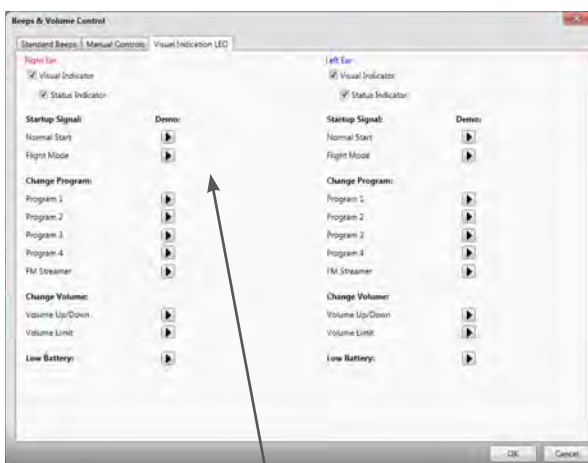 Beeps & Volume Control
Standard Beeps Manual Controls Visual Indication LED
Right Ear
Visual Indicator
Status Indicator
Startup Signal: Demo:
Normal Start
Flight Mode
Change Program:
Program 1
Program 2
Program 3
Program 4
FM Streamer
Change Volume:
Volume Up/Down
Volume Limit
Low Battery:
Left Ear
Visual Indicator
Status Indicator
Startup Signal: Demo:
Normal Start
Flight Mode
Change Program:
Program 1
Program 2
Program 3
Program 4
FM Streamer
Change Volume:
Volume Up/Down
Volume Limit
Low Battery:
OK Cancel